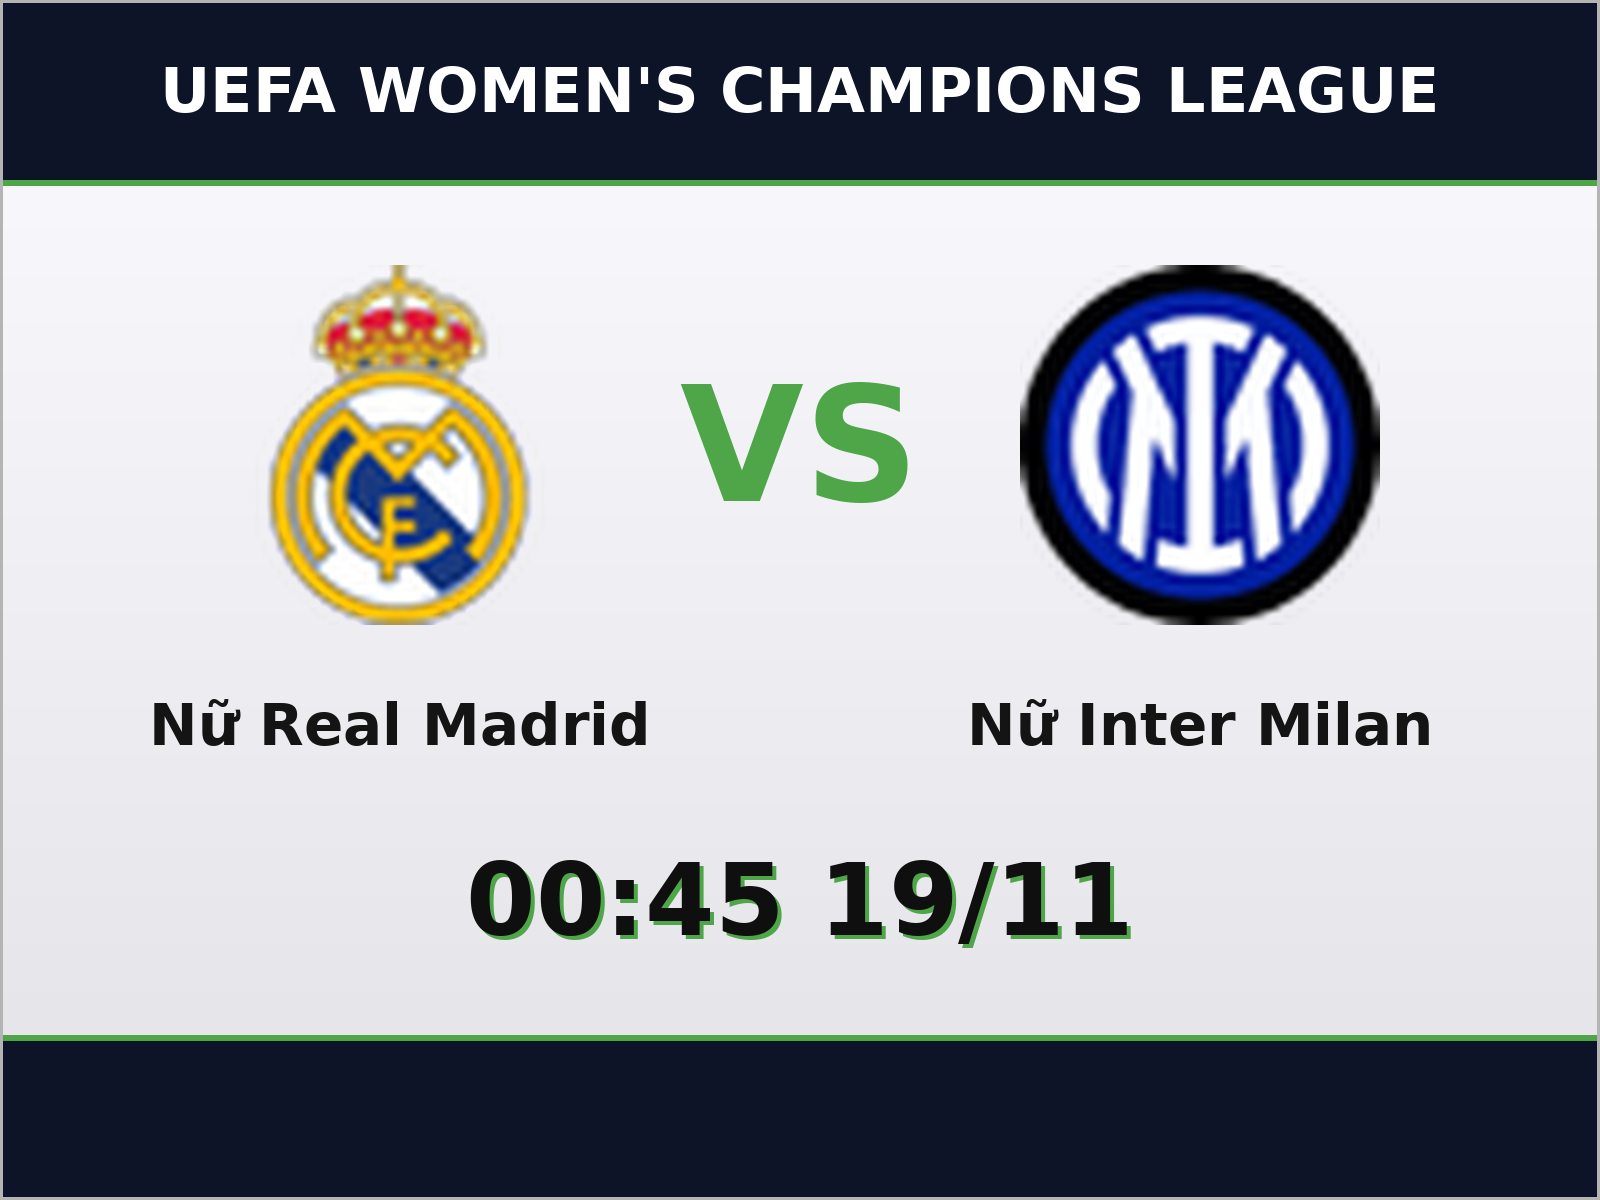 UEFA WOMEN'S CHAMPIONS LEAGUE
VS
Nữ Real Madrid
Nữ Inter Milan
00:45 19/11